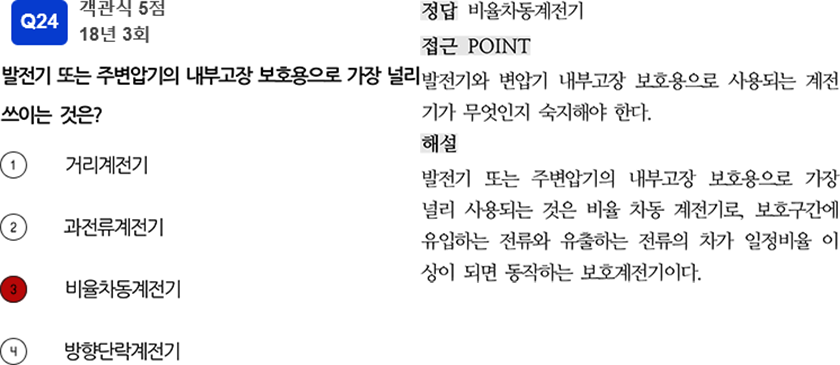 Q24
객관식 5점
18년 3회
발전기 또는 주변압기의 내부고장 보호용으로 가장 널리
쓰이는 것은?
1 거리계전기
2 과전류계전기
3 비율차동계전기
4 방향단락계전기
정답 비율차동계전기
접근 POINT
발전기와 변압기 내부고장 보호용으로 사용되는 계전
기가 무엇인지 숙지해야 한다.
해설
발전기 또는 주변압기의 내부고장 보호용으로 가장
널리 사용되는 것은 비율 차동 계전기로, 보호구간에
유입하는 전류와 유출하는 전류의 차가 일정비율 이
상이 되면 동작하는 보호계전기이다.